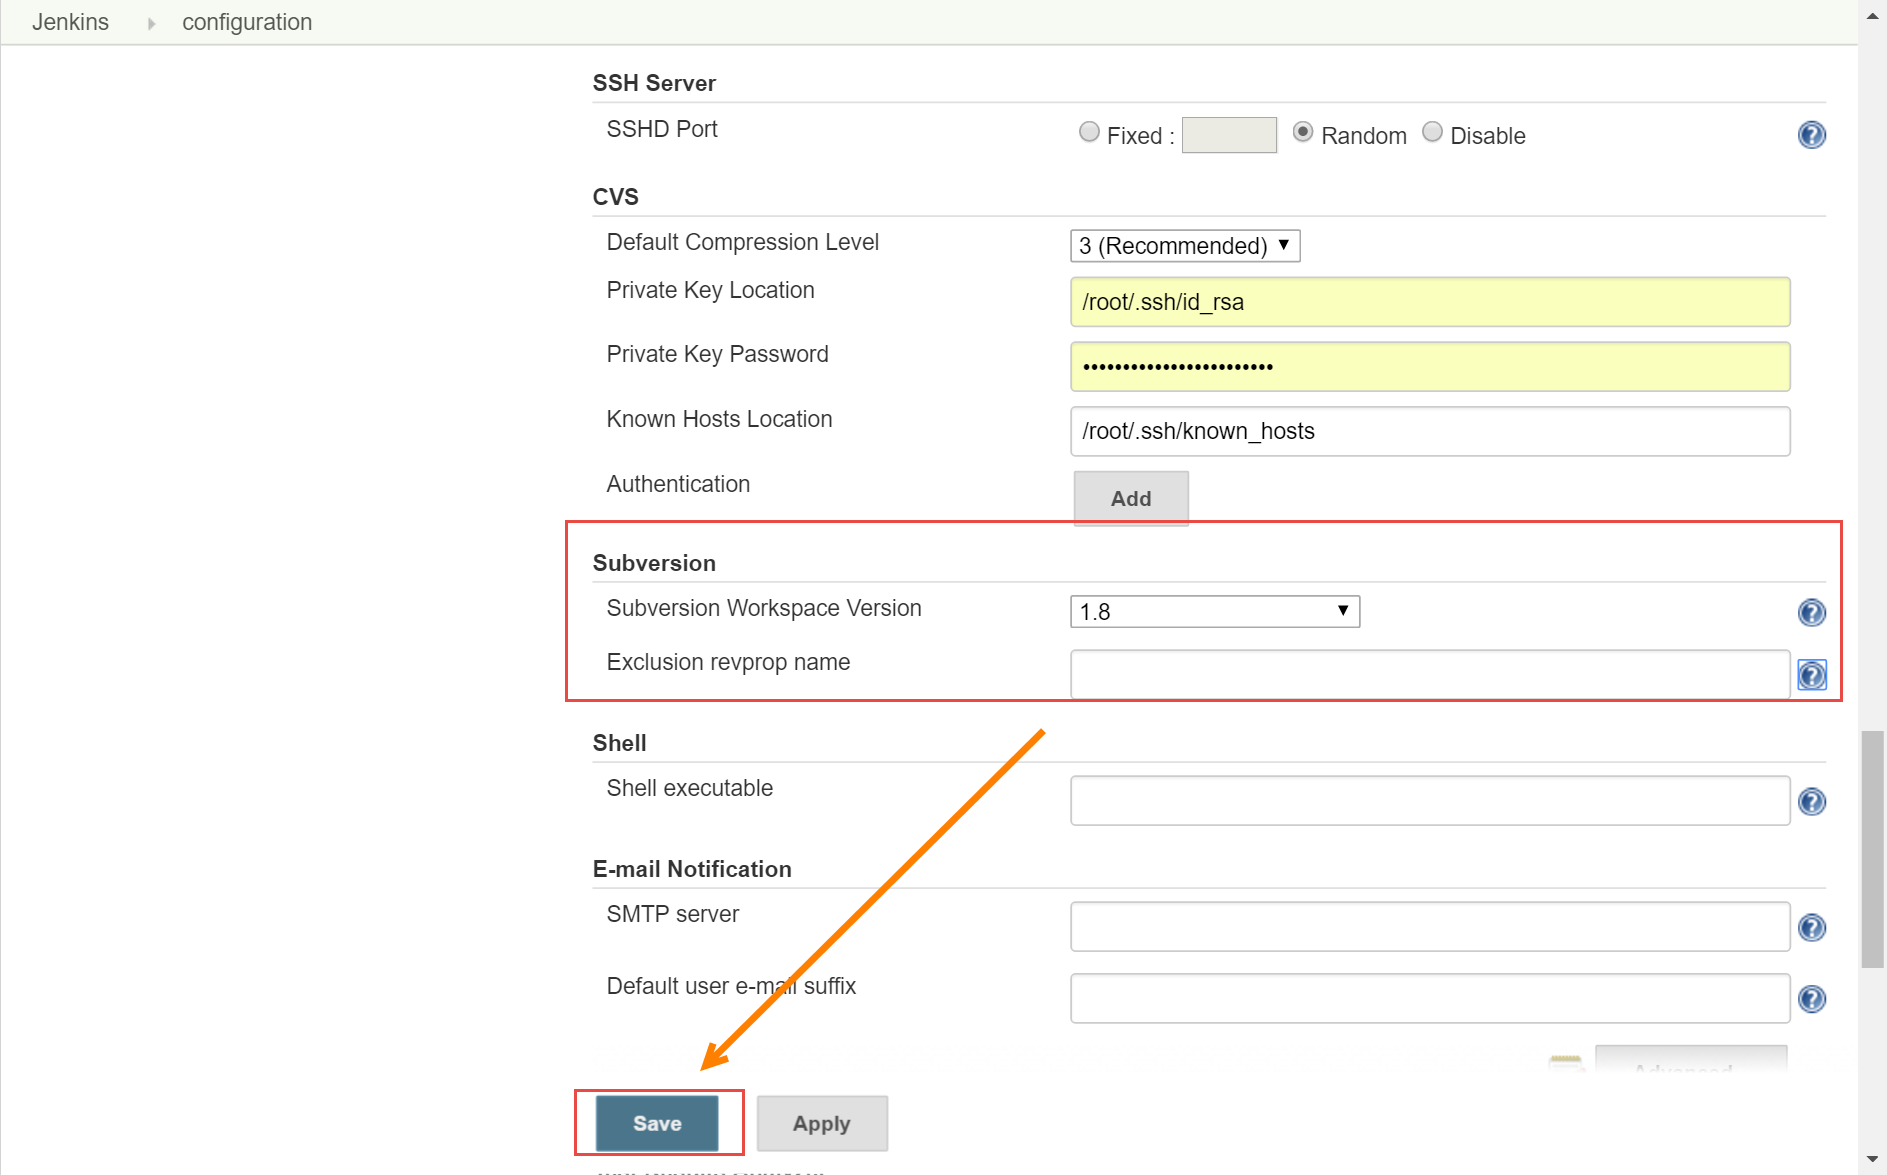 Jenkins configuration
SSH Server
SSHD Port Fixed : Random Disable
CVS
Default Compression Level 3 (Recommended)
Private Key Location /root/.ssh/id_rsa
Private Key Password ••••••••••••••••••••••••
Known Hosts Location /root/.ssh/known_hosts
Authentication Add
Subversion
Subversion Workspace Version 1.8
Exclusion revprop name
Shell
Shell executable
E-mail Notification
SMTP server
Default user e-mail suffix
Advanced
Save Apply